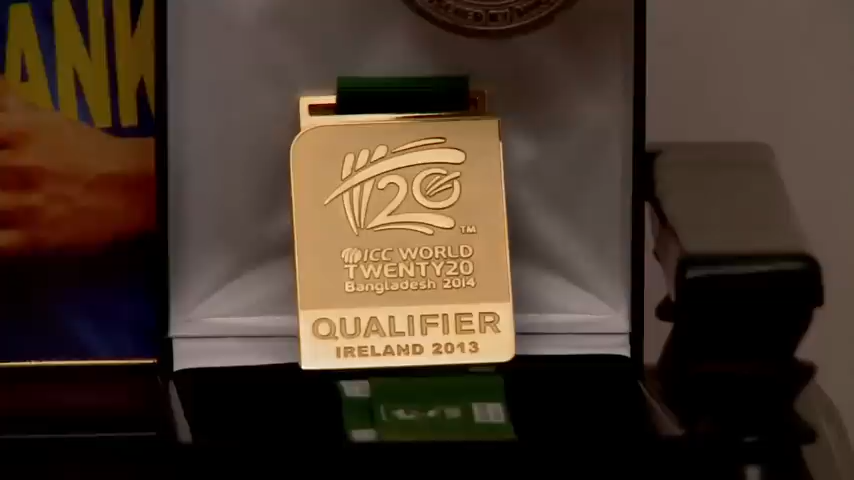 ANK
T20 TM
ICC WORLD
TWENTY20
Bangladesh 2014
QUALIFIER
IRELAND 2013